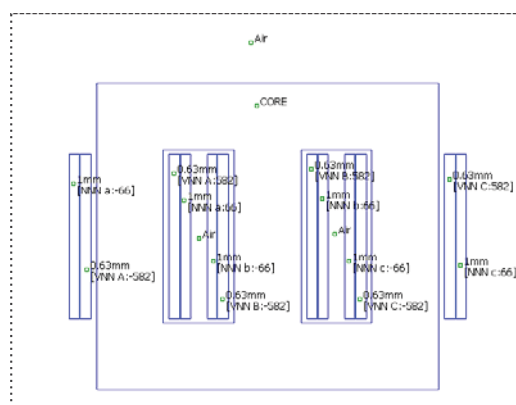 Air
CORE
0.63mm
[VNN A:582]
0.63mm
[VNN B:582]
0.63mm
[VNN C:582]
1mm
[NNN a:-66]
1mm
[NNN a:66]
1mm
[NNN b:66]
Air
Air
0.63mm
[VNN A:-582]
1mm
[NNN b:-66]
1mm
[NNN c:-66]
1mm
[NNN c:66]
0.63mm
[VNN B:-582]
0.63mm
[VNN C:-582]